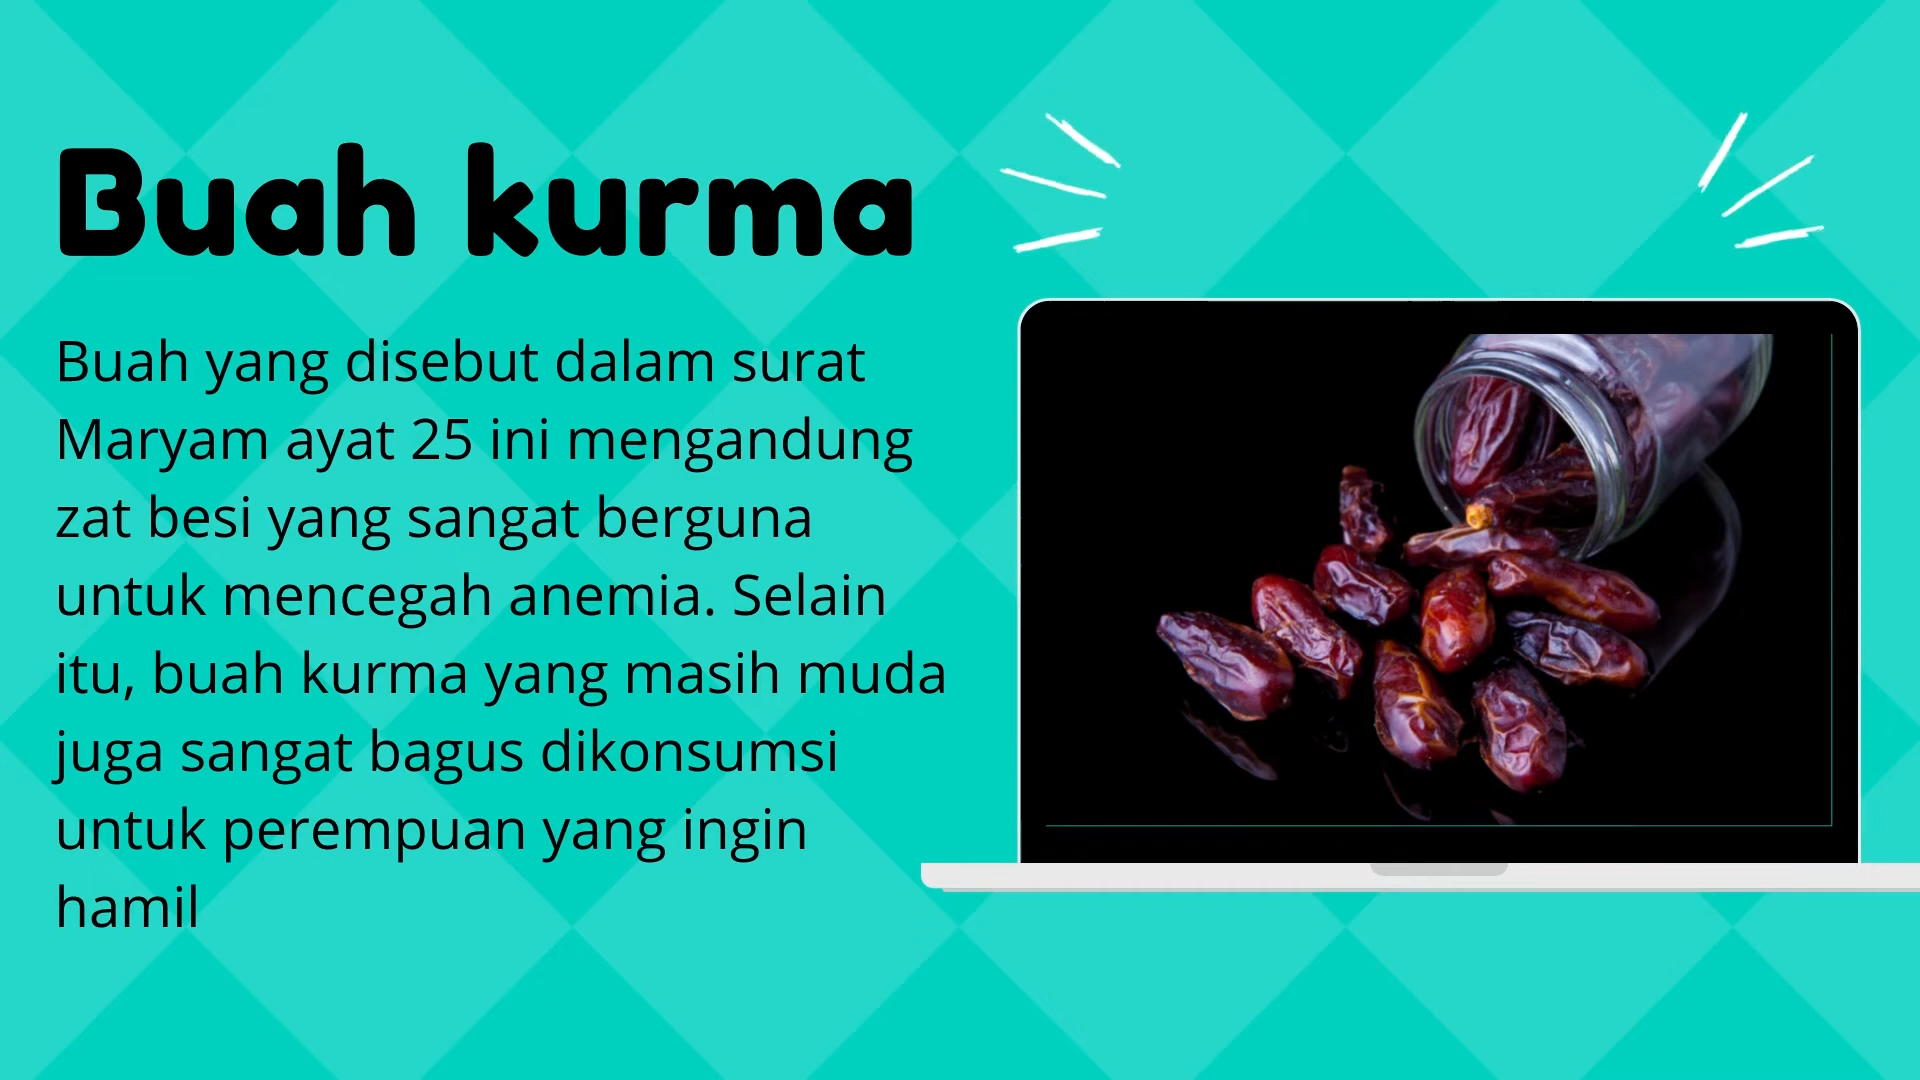 Buah kurma
Buah yang disebut dalam surat
Maryam ayat 25 ini mengandung
zat besi yang sangat berguna
untuk mencegah anemia. Selain
itu, buah kurma yang masih muda
juga sangat bagus dikonsumsi
untuk perempuan yang ingin
hamil